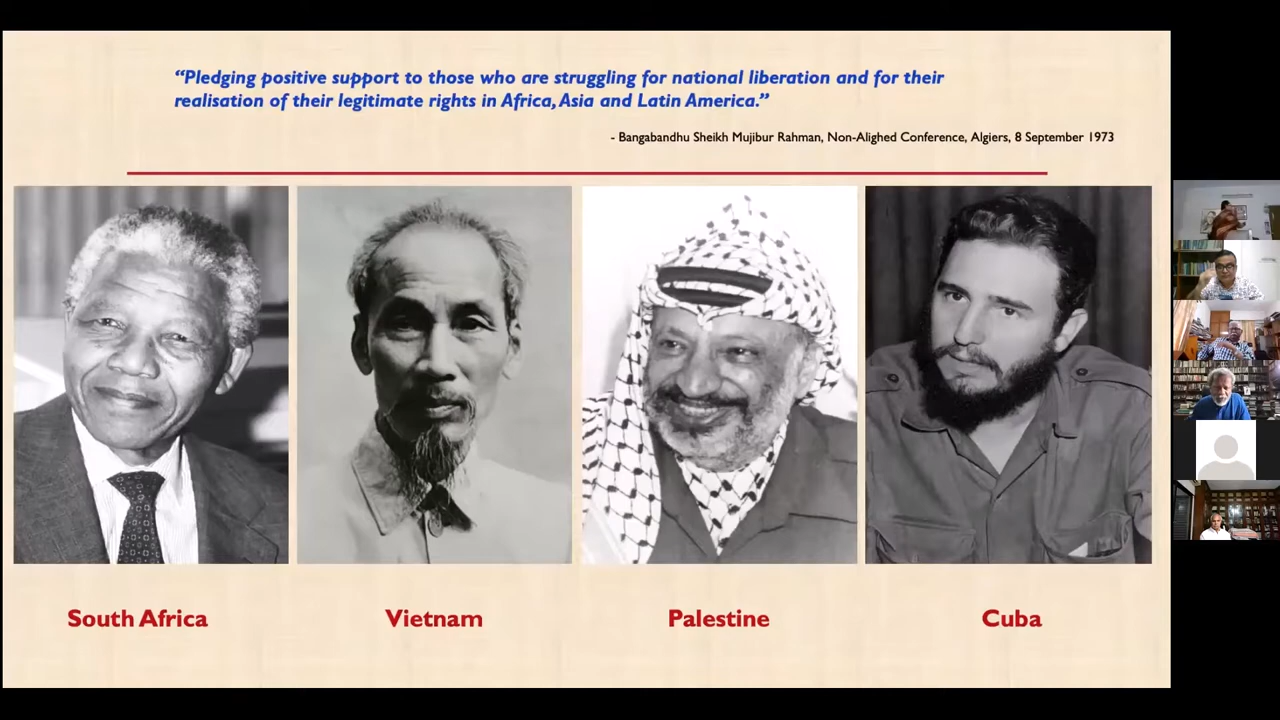 “Pledging positive support to those who are struggling for national liberation and for their
realisation of their legitimate rights in Africa, Asia and Latin America.”
- Bangabandhu Sheikh Mujibur Rahman, Non-Alighed Conference, Algiers, 8 September 1973
South Africa
Vietnam
Palestine
Cuba